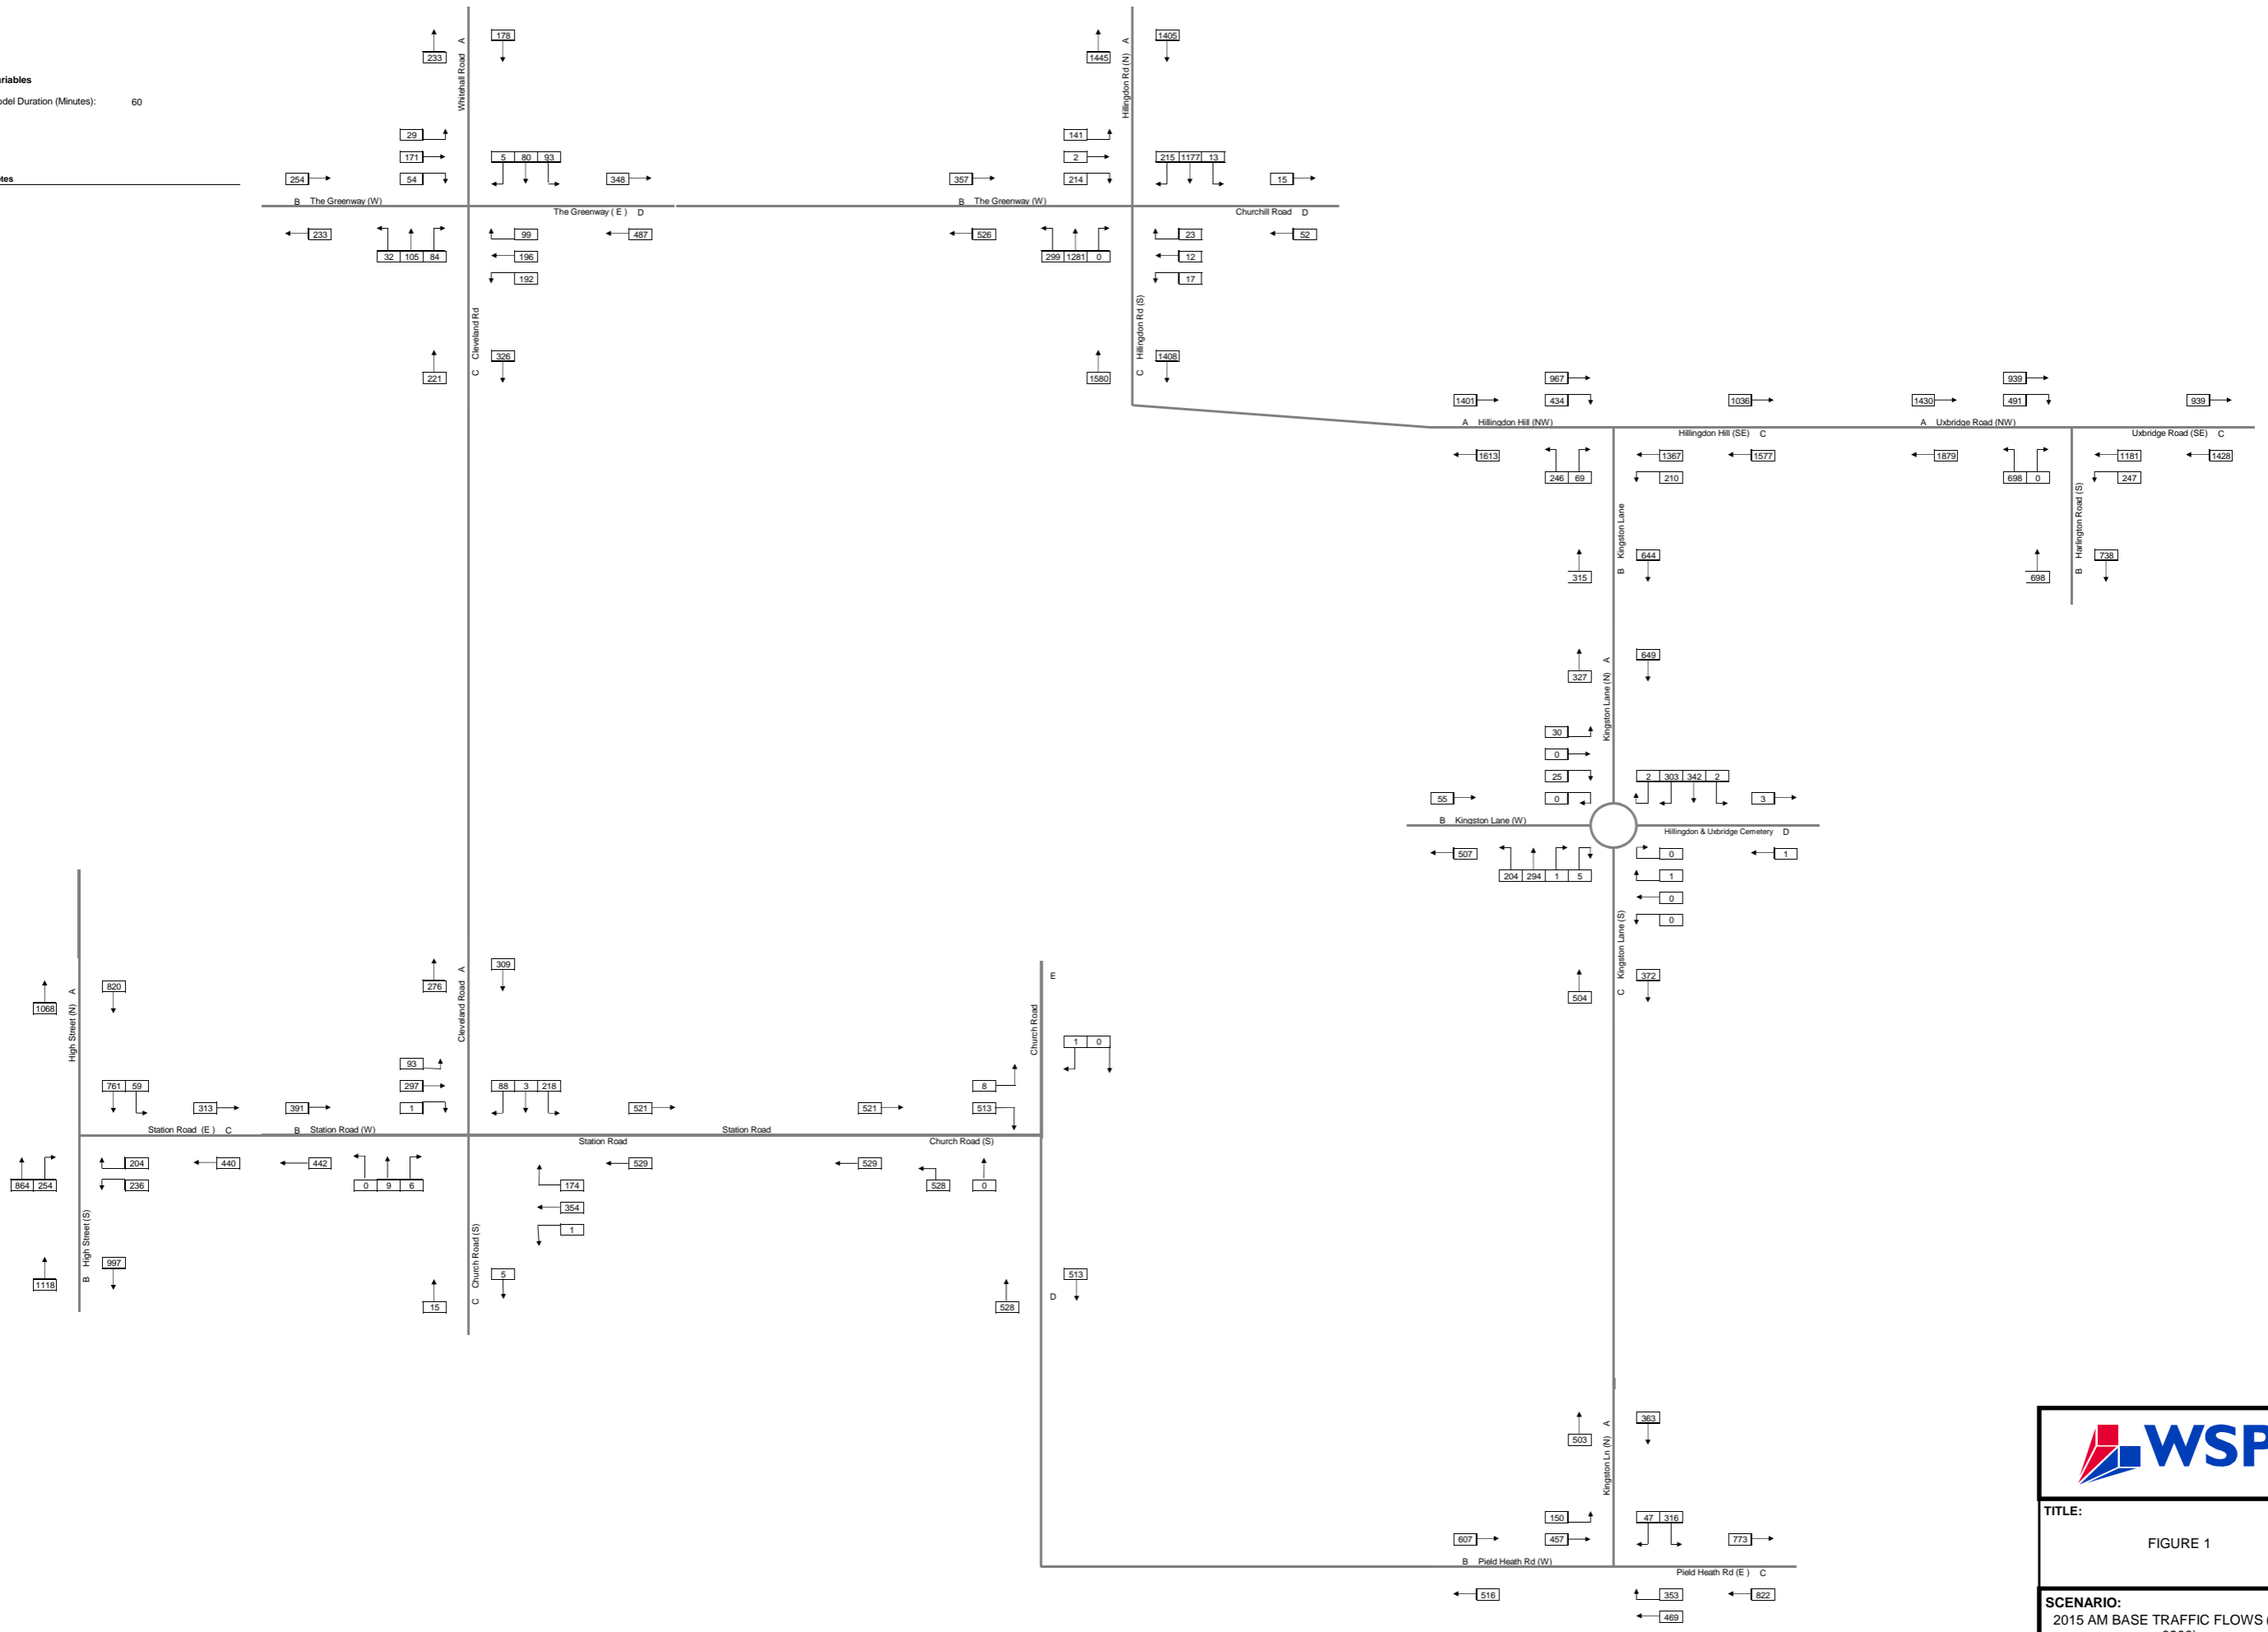 178
1405
233
1445
Whitehall Road A
Hillingdon Rd (N) A
Model Duration (Minutes): 60
29
141
171
5 80 93
2
215 1177 13
254
54
348
357
214
15
B The Greenway (W)
The Greenway ( E ) D
B The Greenway (W)
Churchill Road D
233
32 105 84
99
487
526
299 1281 0
23
52
196
12
192
17
C Cleveland Rd
C Hillingdon Rd (S)
326
1408
221
1580
967
939
1401
434
1036
1430
491
939
A Hillingdon Hill (NW)
Hillingdon Hill (SE) C
A Uxbridge Road (NW)
Uxbridge Road (SE) C
1613
246 69
1367
1577
1879
698 0
1181
1428
210
247
B Kingston Lane
B Harlington Road (S)
644
738
315
698
649
327
Kingston Lane (N) A
30
0
25
2 303 342 2
55
0
3
B Kingston Lane (W)
Hillingdon & Uxbridge Cemetery D
507
204 294 1 5
0
1
1
0
0
C Kingston Lane (S)
372
504
309
276
820
1068
High Street (N) A
Cleveland Road A
E
Church Road
1 0
93
761 59
297
88 3 218
8
313
391
1
521
521
513
Station Road (E ) C
B Station Road (W)
Station Road
Station Road
Church Road (S)
864 254
204
440
442
0 9 6
529
529
528
0
236
174
354
1
B High Street (S)
C Church Road (S)
997
1118
5
15
513
528
D
363
503
Kingston Ln (N) A
150
47 316
607
457
773
B Pield Heath Rd (W)
Pield Heath Rd (E ) C
516
353
822
469
WSP
TITLE:
FIGURE 1
SCENARIO:
2015 AM BASE TRAFFIC FLOWS (